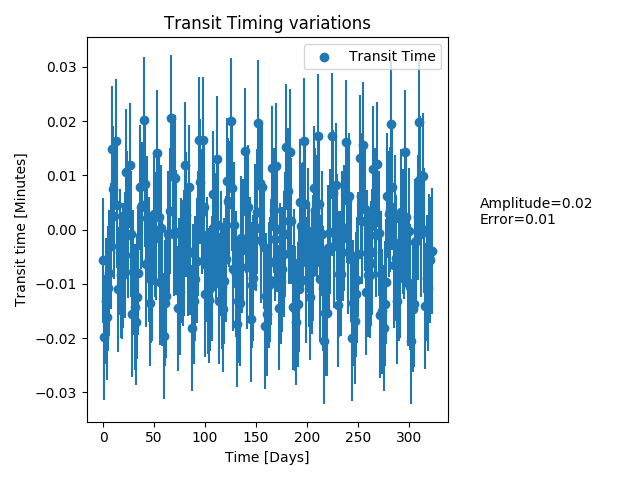 Transit Timing variations
Transit Time
0.03
0.02
0.01
0.00
−0.01
−0.02
−0.03
Transit time [Minutes]
Amplitude=0.02
Error=0.01
0 50 100 150 200 250 300
Time [Days]